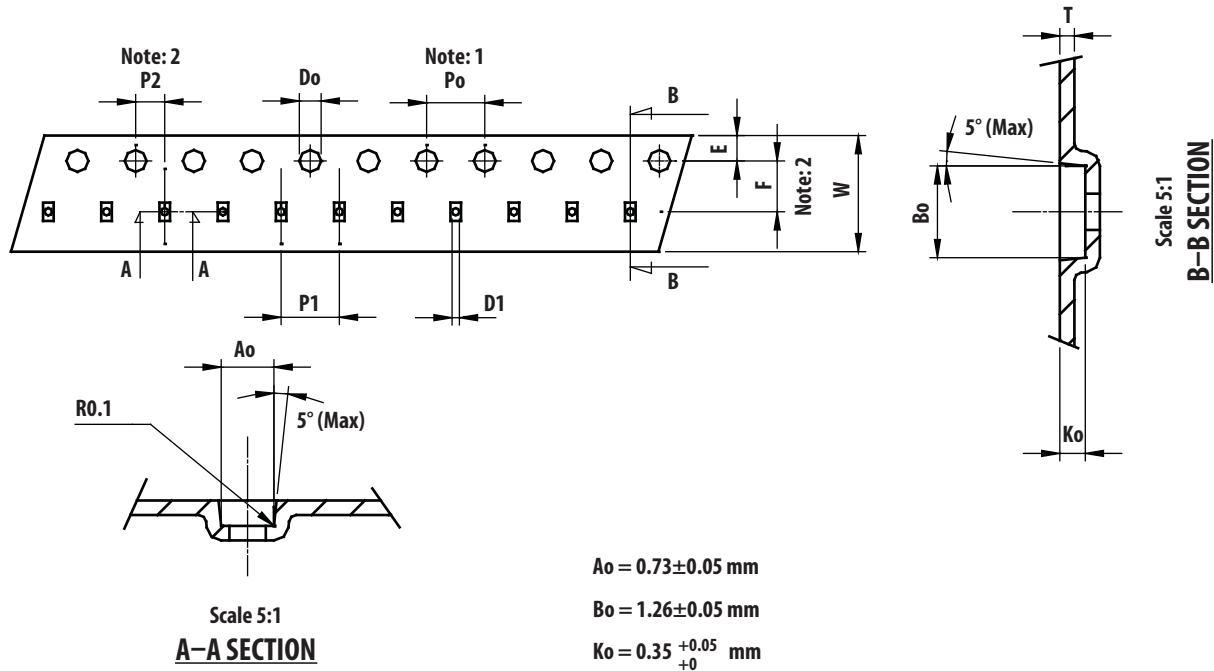 Note: 2
P2
Do
Note: 1
Po
B
E
F
Note: 2
W
A
A
P1
D1
B
T
5° (Max)
Bo
Ko
Scale 5:1
B–B SECTION
Ao
R0.1
5° (Max)
Scale 5:1
A–A SECTION
Ao = 0.73±0.05 mm
Bo = 1.26±0.05 mm
Ko = 0.35 +0.05 +0 mm